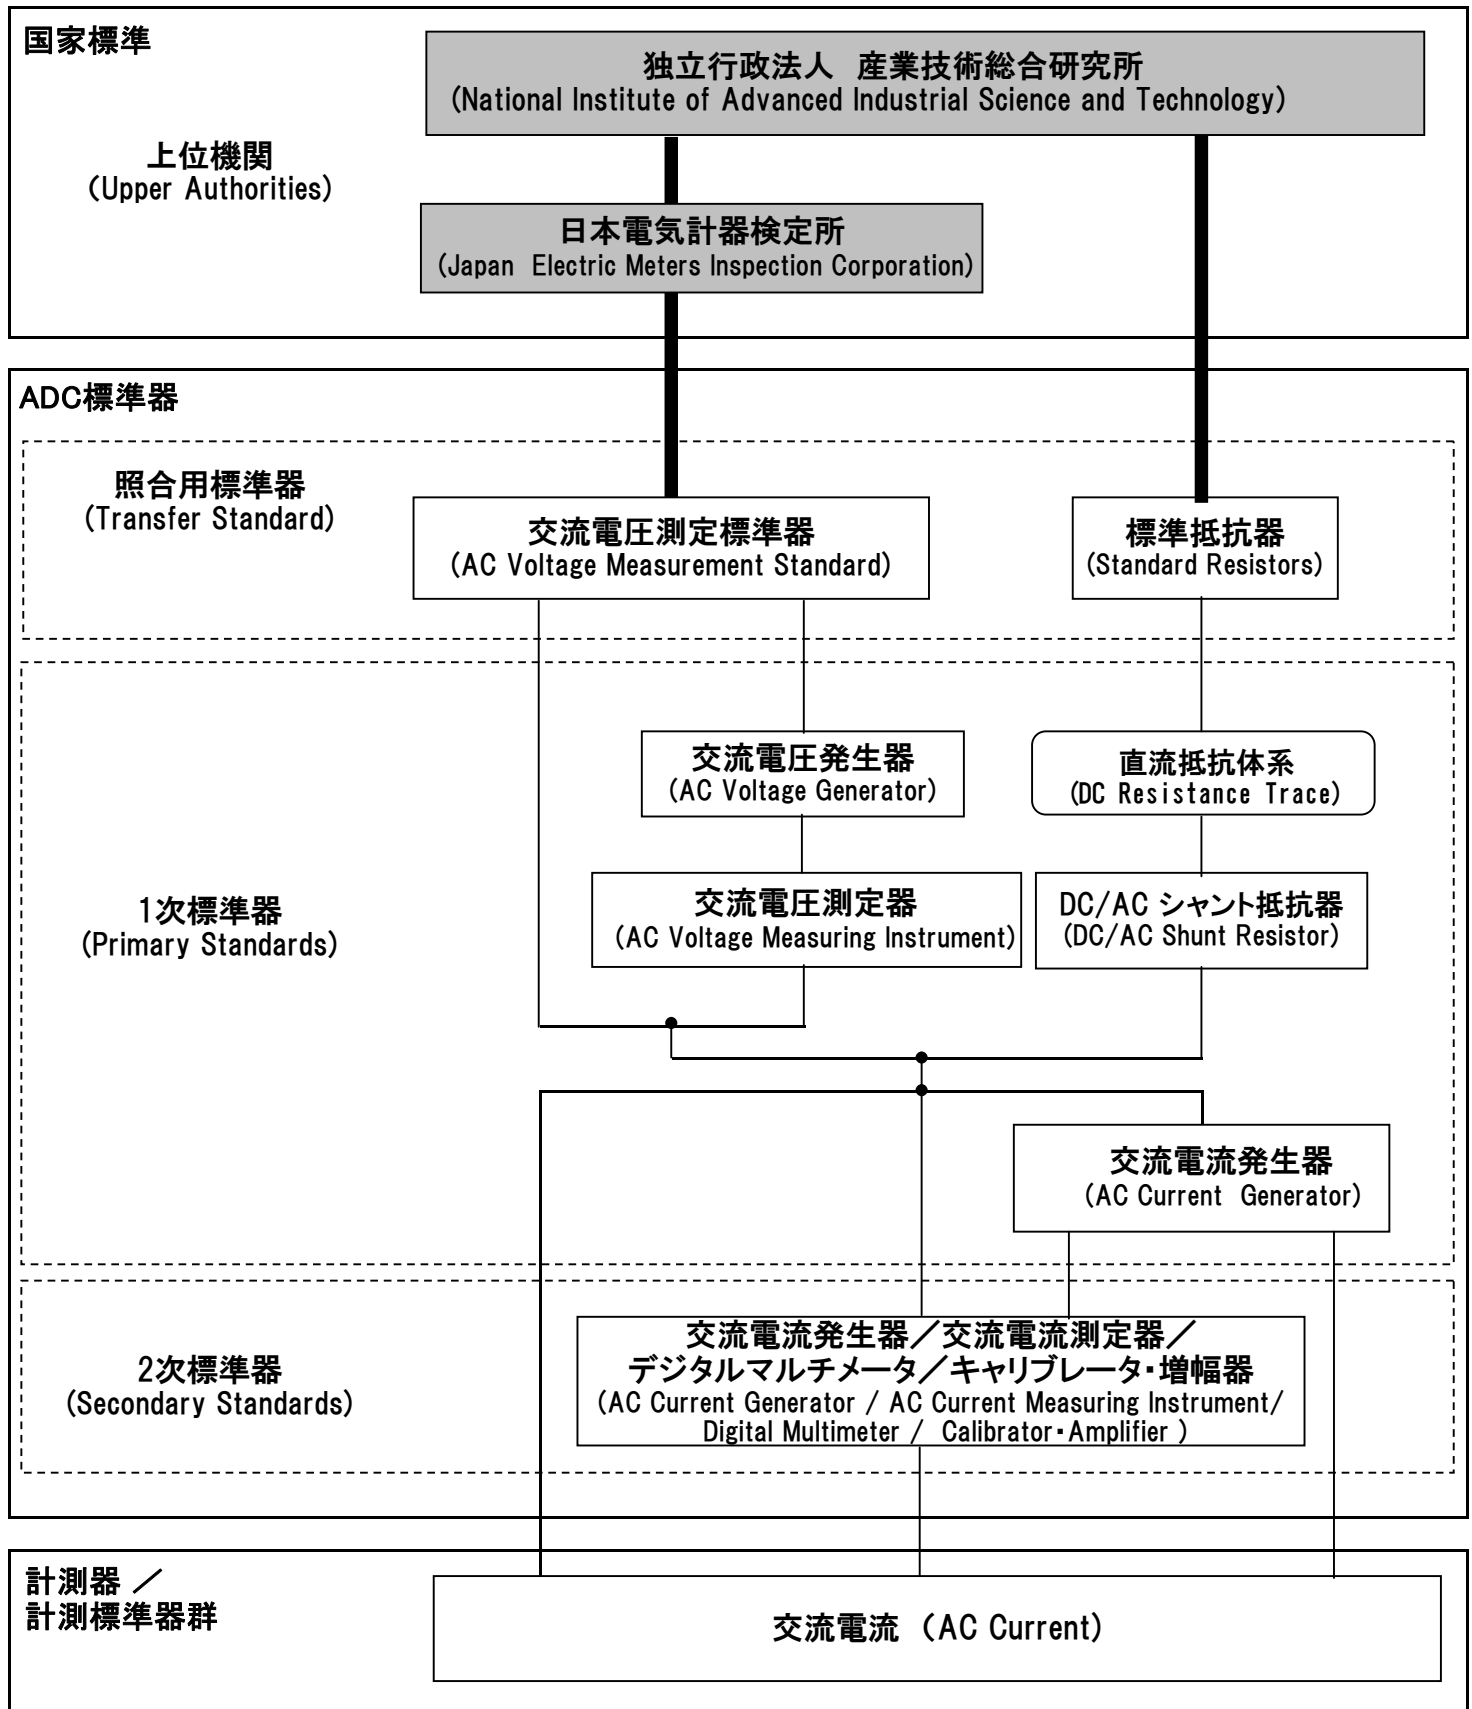 国家標準
独立行政法人　産業技術総合研究所
(National Institute of Advanced Industrial Science and Technology)
上位機関
(Upper Authorities)
日本電気計器検定所
(Japan Electric Meters Inspection Corporation)
ADC標準器
照合用標準器
(Transfer Standard)
交流電圧測定標準器
(AC Voltage Measurement Standard)
標準抵抗器
(Standard Resistors)
交流電圧発生器
(AC Voltage Generator)
直流抵抗体系
(DC Resistance Trace)
1次標準器
(Primary Standards)
交流電圧測定器
(AC Voltage Measuring Instrument)
DC/AC シャント抵抗器
(DC/AC Shunt Resistor)
交流電流発生器
(AC Current Generator)
2次標準器
(Secondary Standards)
交流電流発生器／交流電流測定器／
デジタルマルチメータ／キャリブレータ・増幅器
(AC Current Generator / AC Current Measuring Instrument/
Digital Multimeter / Calibrator・Amplifier )
計測器 ／
計測標準器群
交流電流 （AC Current）